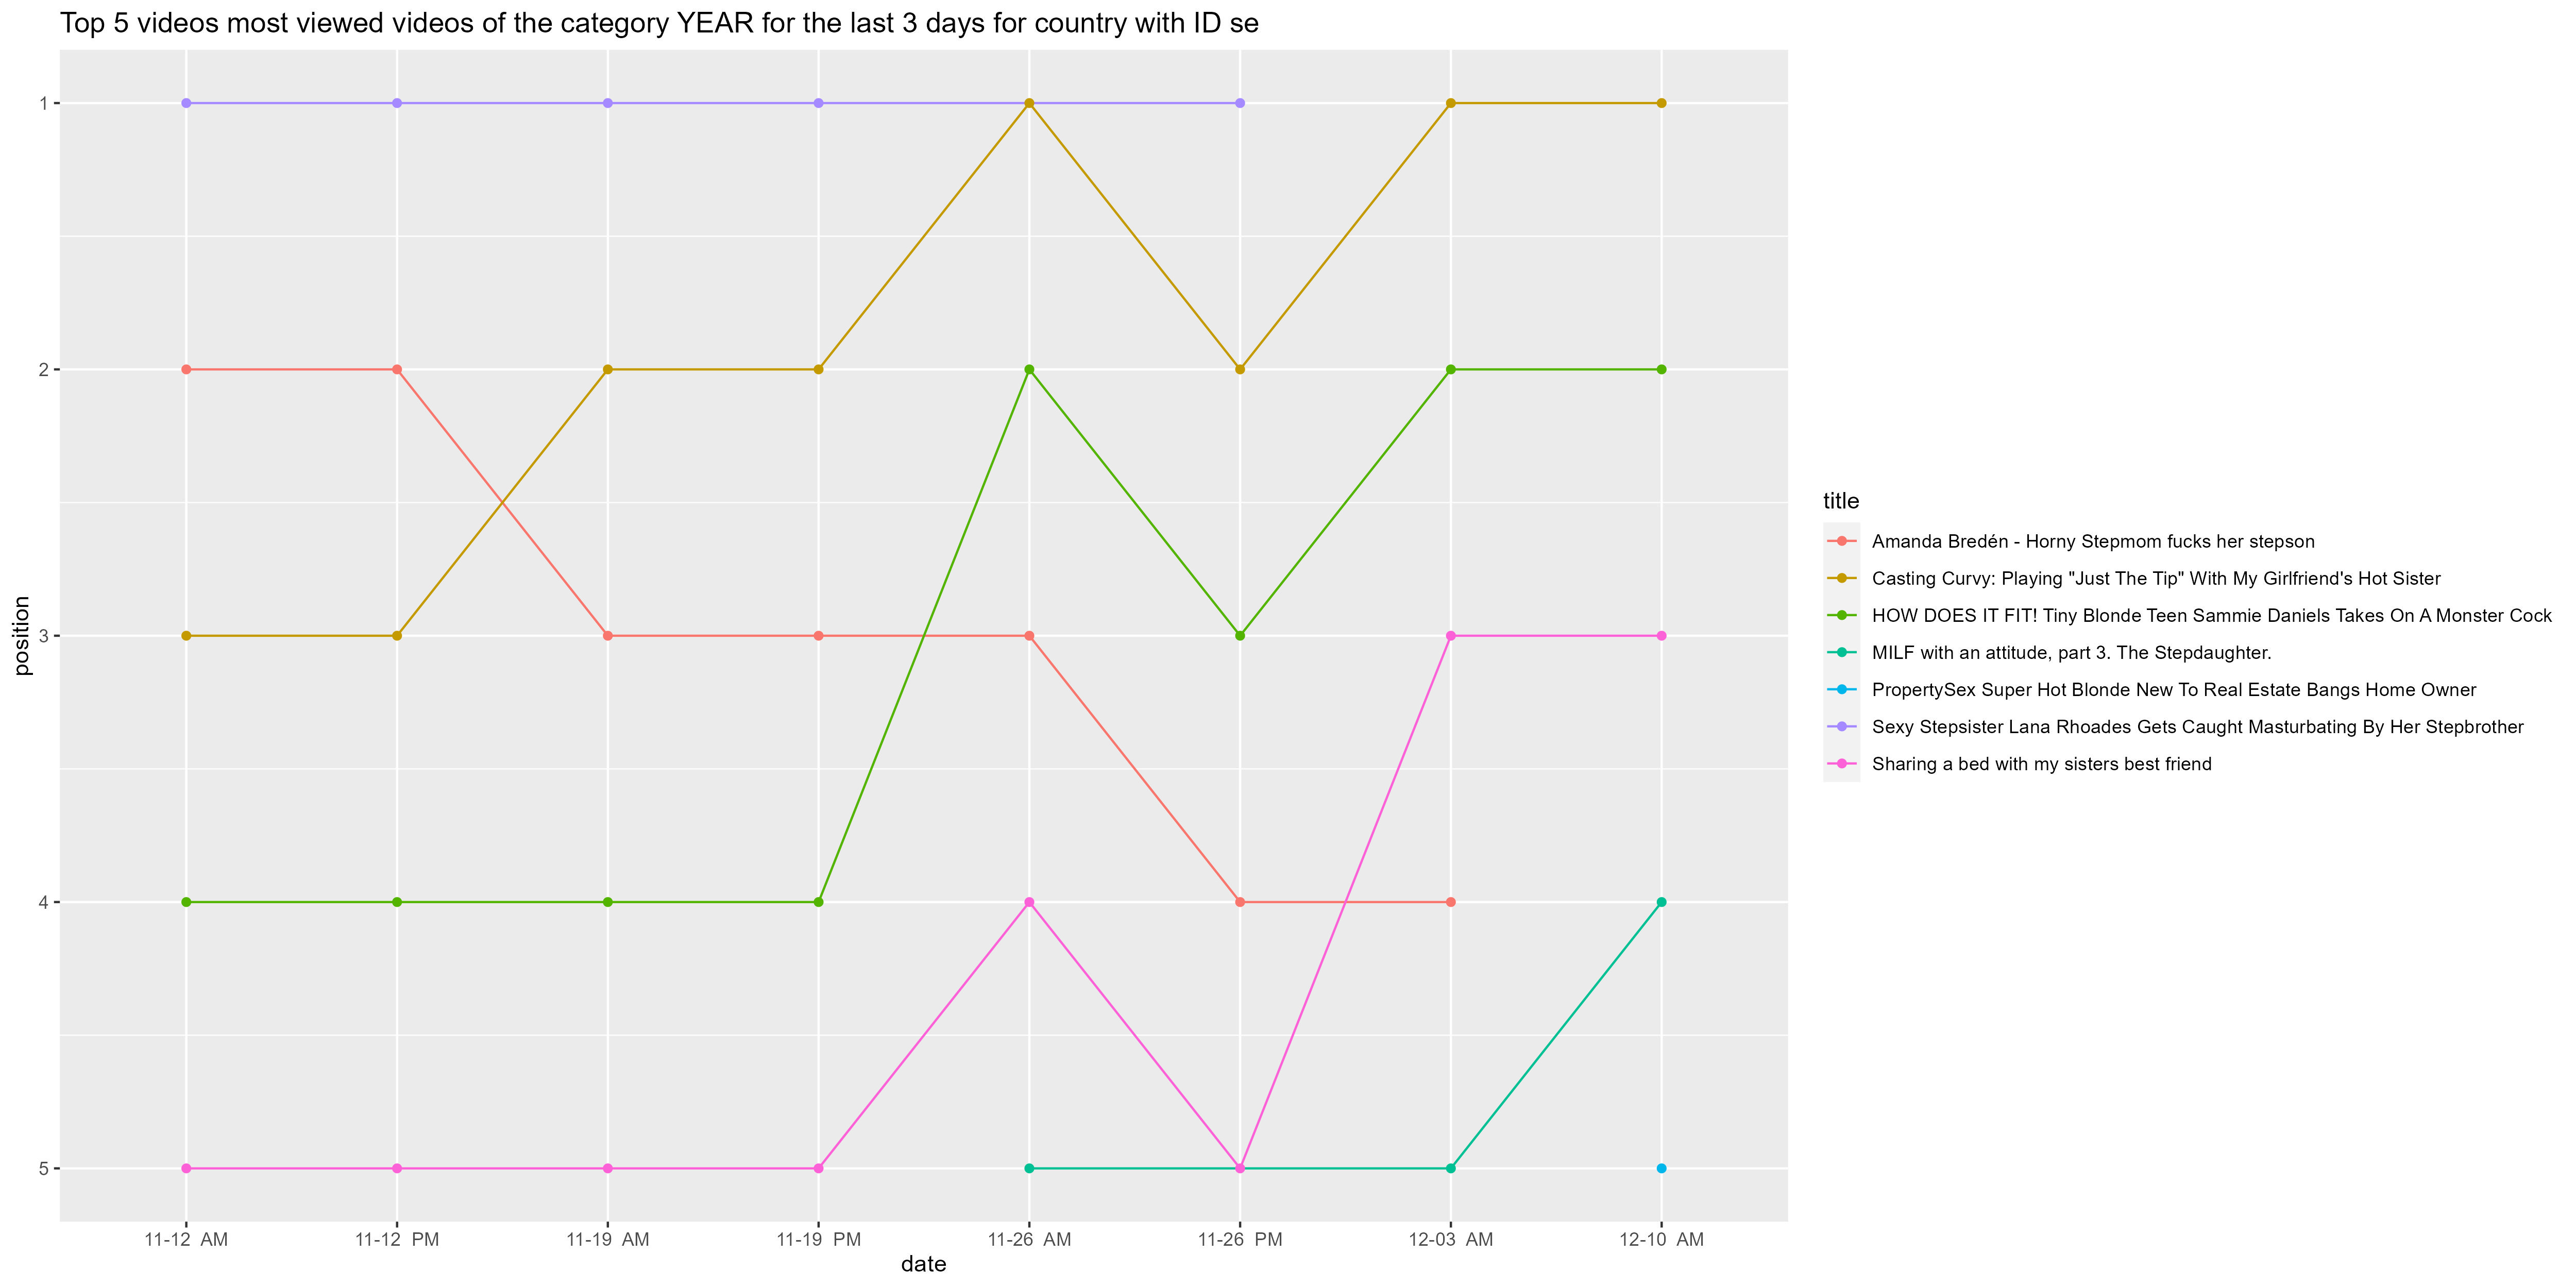 Top 5 videos most viewed videos of the category YEAR for the last 3 days for country with ID se
position
1
2
3
4
5
11-12 AM
11-12 PM
11-19 AM
11-19 PM
11-26 AM
11-26 PM
12-03 AM
12-10 AM
date
title
Amanda Bredén - Horny Stepmom fucks her stepson
Casting Curvy: Playing "Just The Tip" With My Girlfriend's Hot Sister
HOW DOES IT FIT! Tiny Blonde Teen Sammie Daniels Takes On A Monster Cock
MILF with an attitude, part 3. The Stepdaughter.
PropertySex Super Hot Blonde New To Real Estate Bangs Home Owner
Sexy Stepsister Lana Rhoades Gets Caught Masturbating By Her Stepbrother
Sharing a bed with my sisters best friend